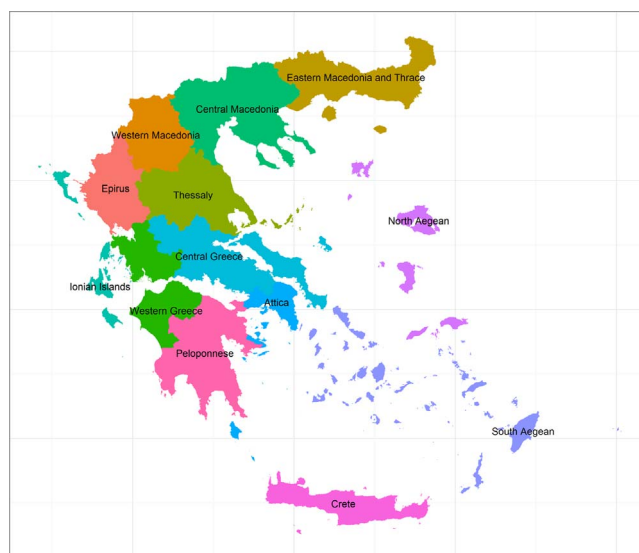 Eastern Macedonia and Thrace
Central Macedonia
Western Macedonia
Epirus
Thessaly
North Aegean
Central Greece
Ionian Islands
Attica
Western Greece
Peloponnese
South Aegean
Crete